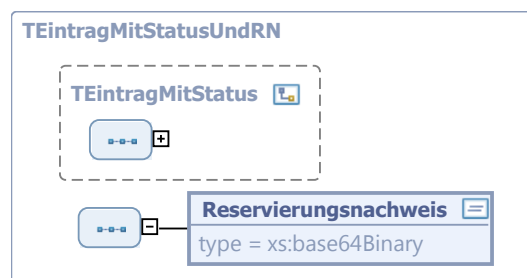 TEintragMitStatusUndRN
TEintragMitStatus
Reservierungsnachweis
type = xs:base64Binary